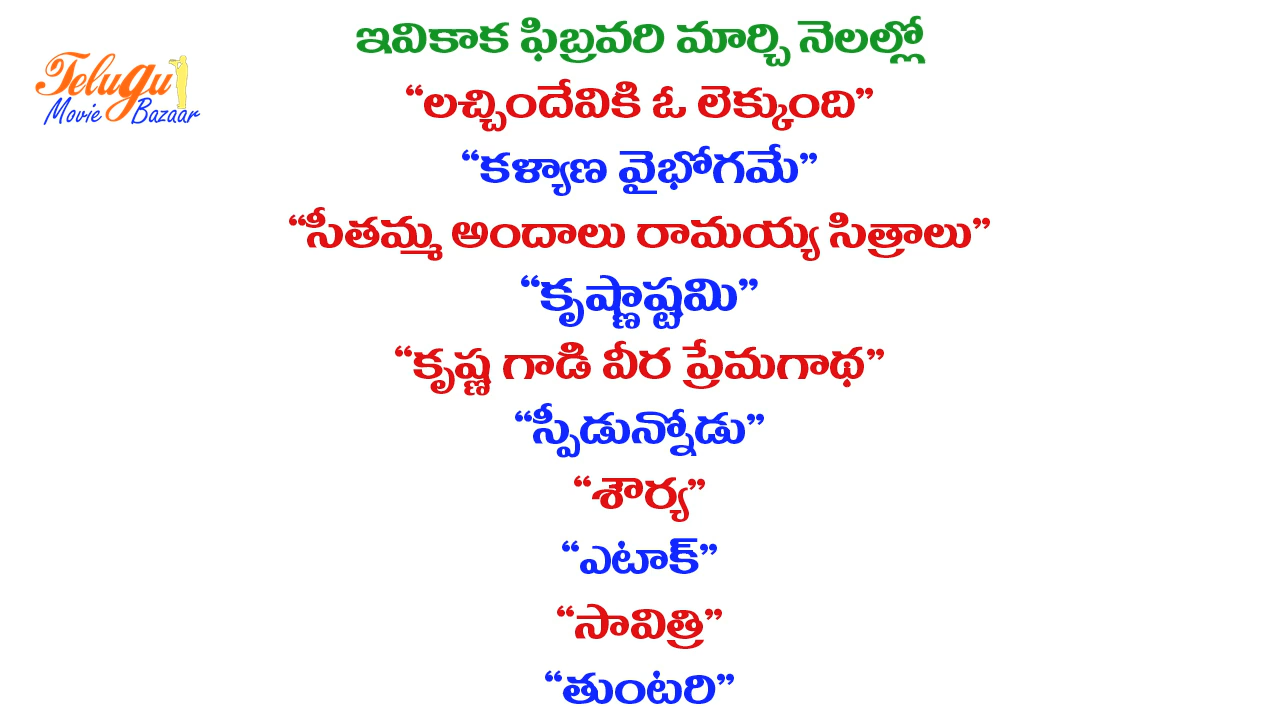 ఇవికాక ఫిబ్రవరి మార్చి నెలల్లో
Telugu
Movie Bazaar
“లచ్చిందేవికి ఓ లెక్కుంది”
“కళ్యాణ వైభోగమే”
“సీతమ్మ అందాలు రామయ్య సిత్రాలు”
“కృష్ణాష్టమి”
“కృష్ణ గాడి వీర ప్రేమగాథ”
“స్పీడున్నోడు”
“శౌర్య”
“ఎటాక్”
“సావిత్రి”
“తుంటరి”